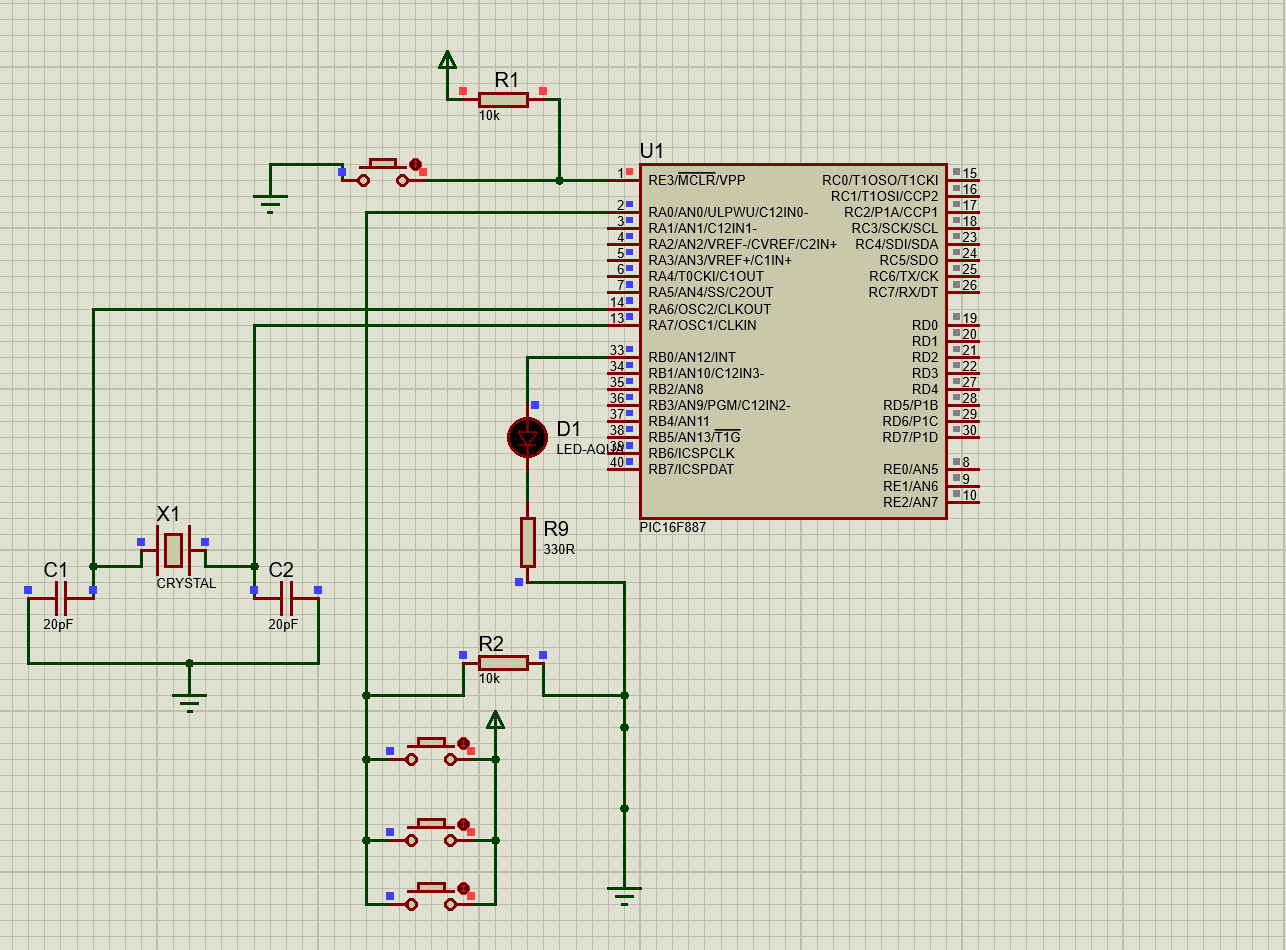 R1
10k
U1
1 RE3/MCLR/VPP RC0/T1OSO/T1CKI 15
RC1/T1OSI/CCP2 16
2 RA0/AN0/ULPWU/C12IN0- RC2/P1A/CCP1 17
3 RA1/AN1/C12IN1- RC3/SCK/SCL 18
4 RA2/AN2/VREF-/CVREF/C2IN+ RC4/SDI/SDA 23
5 RA3/AN3/VREF+/C1IN+ RC5/SDO 24
6 RA4/T0CKI/C1OUT RC6/TX/CK 25
7 RA5/AN4/SS/C2OUT RC7/RX/DT 26
14 RA6/OSC2/CLKOUT
13 RA7/OSC1/CLKIN RD0 19
RD1 20
33 RB0/AN12/INT RD2 21
34 RB1/AN10/C12IN3- RD3 22
35 RB2/AN8 RD4 27
36 RB3/AN9/PGM/C12IN2- RD5/P1B 28
37 RB4/AN11 RD6/P1C 29
38 RB5/AN13/T1G RD7/P1D 30
39 RB6/ICSPCLK
40 RB7/ICSPDAT RE0/AN5 8
RE1/AN6 9
RE2/AN7 10
PIC16F887
D1
LED-AQUA
R9
330R
X1
CRYSTAL
C1
20pF
C2
20pF
R2
10k